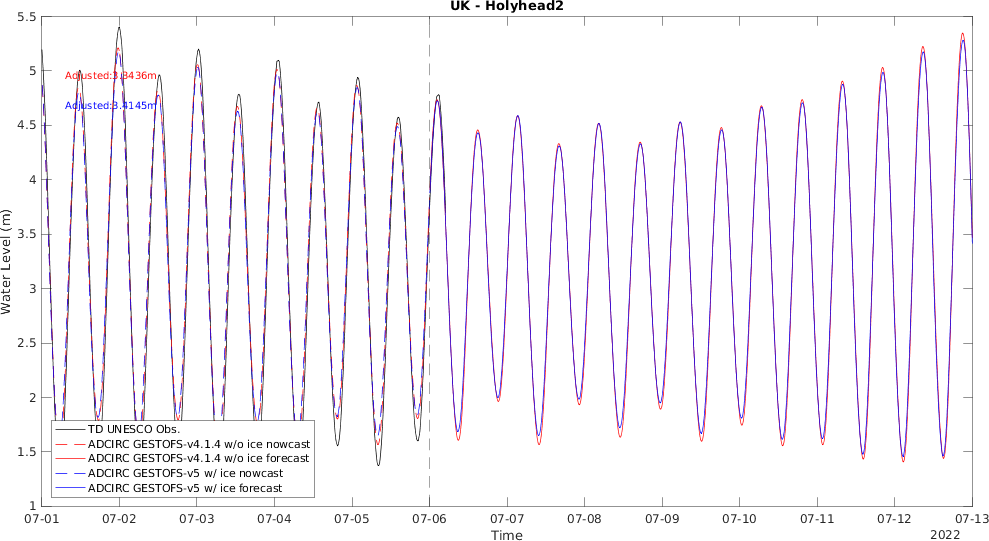 UK - Holyhead2
5.5
5
4.5
4
3.5
3
2.5
2
1.5
1
Water Level (m)
Adjusted:3.3436m
Adjusted:3.4145m
TD UNESCO Obs.
ADCIRC GESTOFS-v4.1.4 w/o ice nowcast
ADCIRC GESTOFS-v4.1.4 w/o ice forecast
ADCIRC GESTOFS-v5 w/ ice nowcast
ADCIRC GESTOFS-v5 w/ ice forecast
07-01 07-02 07-03 07-04 07-05 07-06 07-07 07-08 07-09 07-10 07-11 07-12 07-13
Time
2022